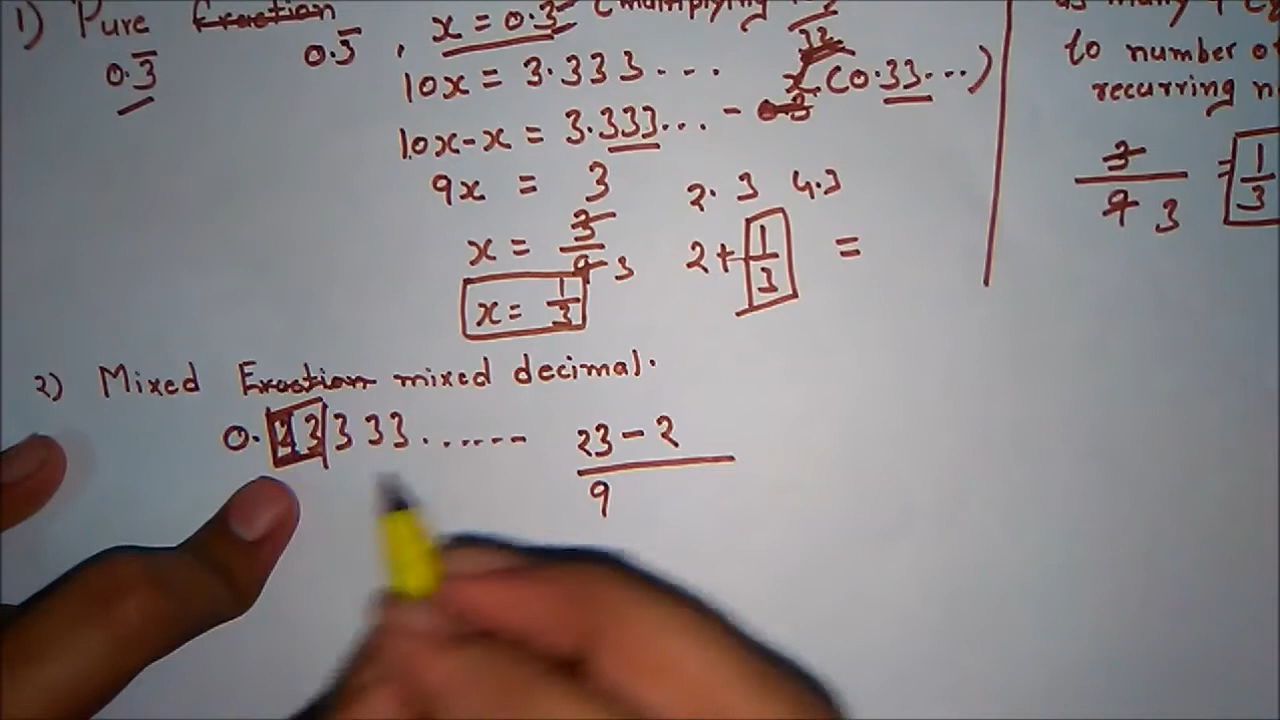 1) Pure
0.3̅ 0.3̅ , x = 0.3̅ (multiplying
10x = 3.333... x (0.33...)
10x-x = 3.333... -
9x = 3 2.3 4.3
x = 3/9 3 2+ 1/3 =
x = 1/3
to number o
recurring n
3/9 3 = 1/3
2) Mixed Fraction mixed decimal.
0.23333....... 23-2
9